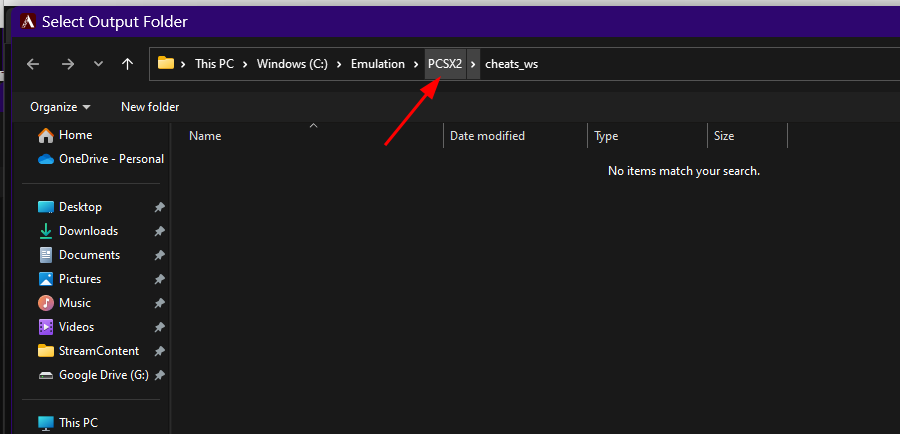 Select Output Folder
This PC > Windows (C:) > Emulation > PCSX2 > cheats_ws
Organize New folder
Name Date modified Type Size
No items match your search.
Home
OneDrive - Personal
Desktop
Downloads
Documents
Pictures
Music
Videos
StreamContent
Google Drive (G:)
This PC